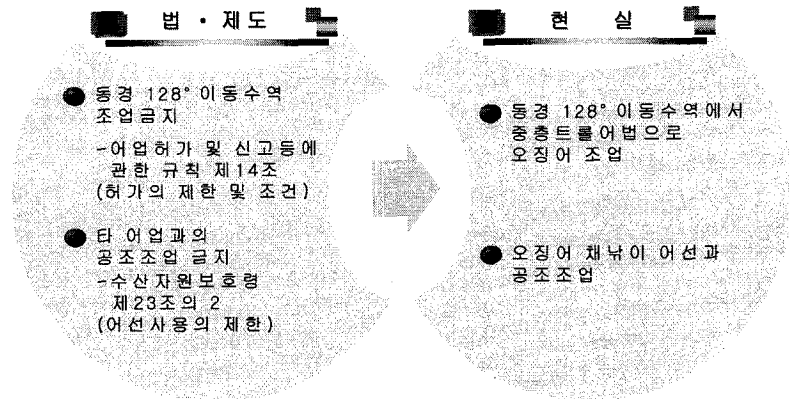 법 · 제도
● 동경 128° 이동수역
조업금지
-어업허가 및 신고등에
관한 규칙 제14조
(허가의 제한 및 조건)
● 타 어업과의
공조조업 금지
-수산자원보호령
제23조의 2
(어선사용의 제한)
현 실
● 동경 128° 이동수역에서
중층트롤어법으로
오징어 조업
● 오징어 채낚이 어선과
공조조업